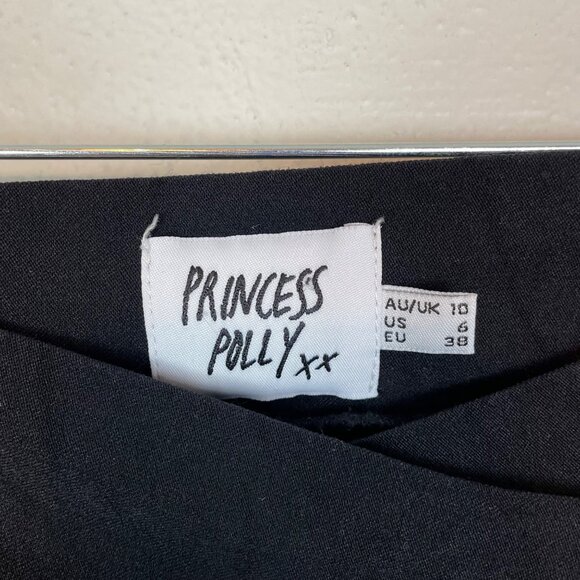 PRINCESS
POLLY xx
AU/UK 10
US 6
EU 38